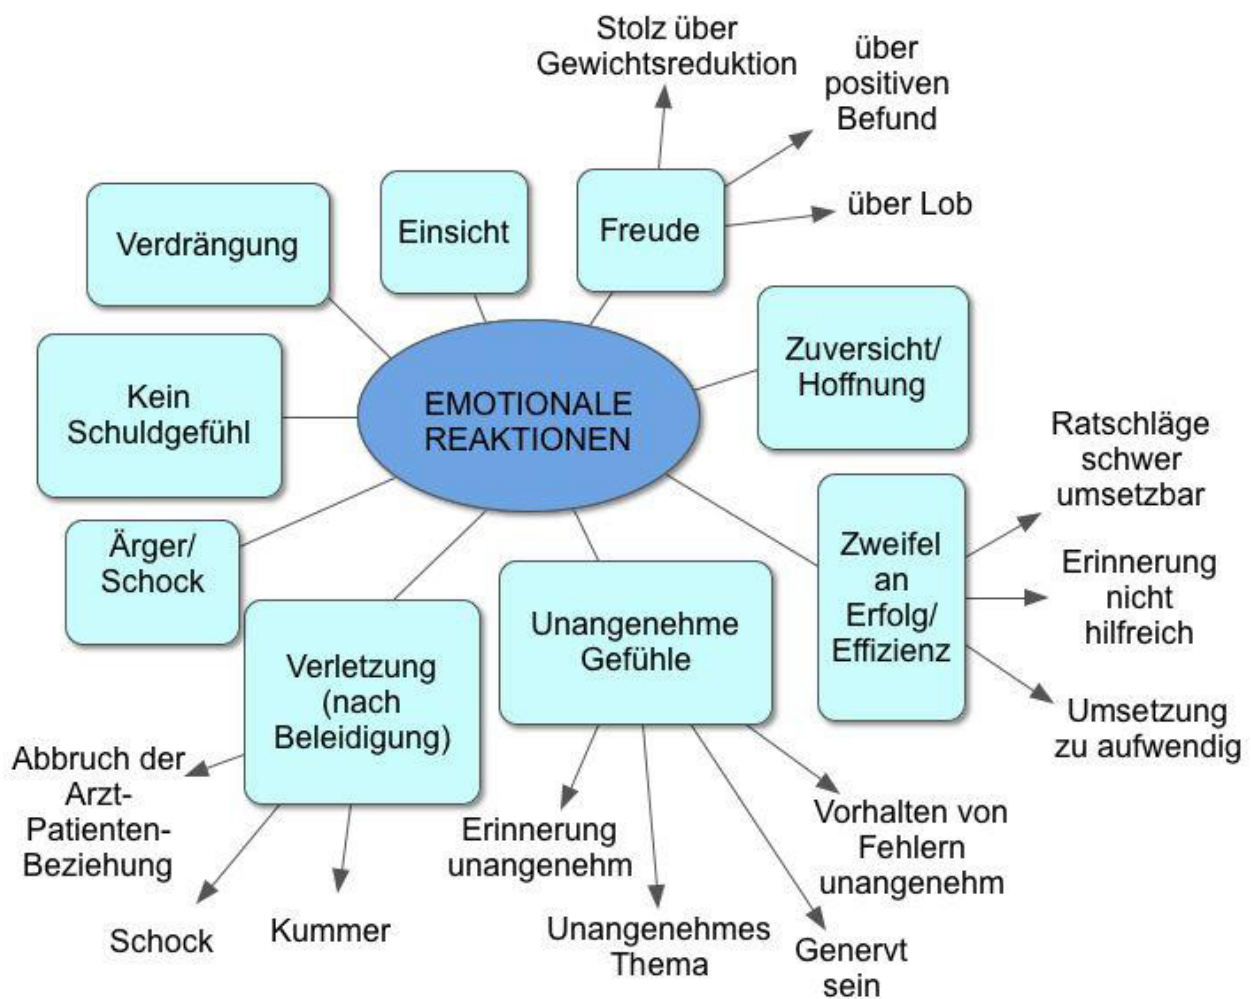 Stolz über
Gewichtsreduktion
über
positiven
Befund
über Lob
Freude
Einsicht
Verdrängung
Zuversicht/
Hoffnung
EMOTIONALE
REAKTIONEN
Kein
Schuldgefühl
Ärger/
Schock
Ratschläge
schwer
umsetzbar
Zweifel
an
Erfolg/
Effizienz
Erinnerung
nicht
hilfreich
Umsetzung
zu aufwendig
Unangenehme
Gefühle
Verletzung
(nach
Beleidigung)
Abbruch der
Arzt-
Patienten-
Beziehung
Schock
Kummer
Erinnerung
unangenehm
Unangenehmes
Thema
Genervt
sein
Vorhalten von
Fehlern
unangenehm